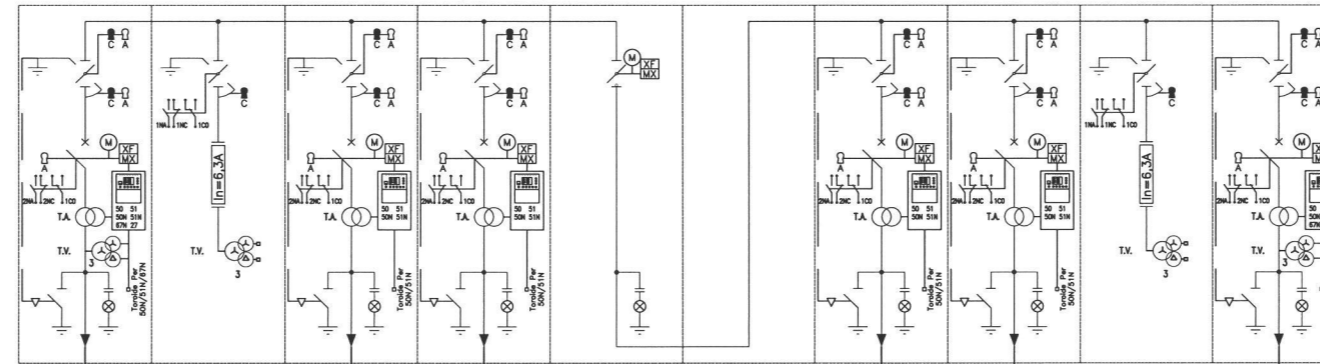 C A
C A
M
XF
MX
A
2NA 2NC 1CO
50 51
50N 51N
67N 27
T.A.
T.V.
3
Toroide Per
50N/51N/67N
C
1NA 1NC 1CO
In=6,3A
T.V.
3
C A
C A
M
XF
MX
A
2NA 2NC 1CO
50 51
50N 51N
T.A.
Toroide Per
50N/51N
C A
C A
M
XF
MX
A
2NA 2NC 1CO
50 51
50N 51N
T.A.
Toroide Per
50N/51N
M
XF
MX
C A
C A
M
XF
MX
A
2NA 2NC 1CO
50 51
50N 51N
T.A.
Toroide Per
50N/51N
C A
C A
M
XF
MX
A
2NA 2NC 1CO
50 51
50N 51N
T.A.
Toroide Per
50N/51N
C
1NA 1NC 1CO
In=6,3A
T.V.
3
C A
C A
M
A
2NA 2NC 1CO
50
50N
67N
T.A.
T.V.
3